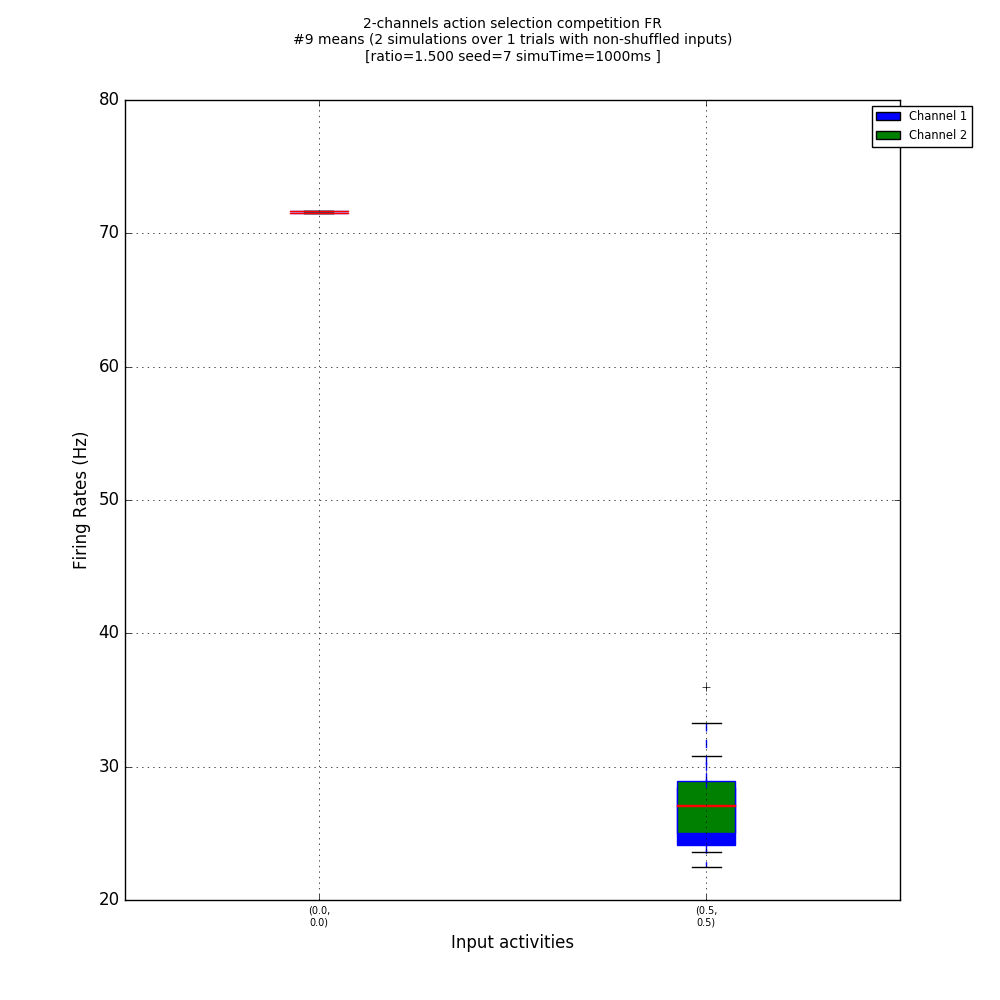 2-channels action selection competition FR
#9 means (2 simulations over 1 trials with non-shuffled inputs)
[ratio=1.500 seed=7 simuTime=1000ms ]
Channel 1
Channel 2
80
70
60
50
40
30
20
Firing Rates (Hz)
(0.0,
0.0)
(0.5,
0.5)
Input activities